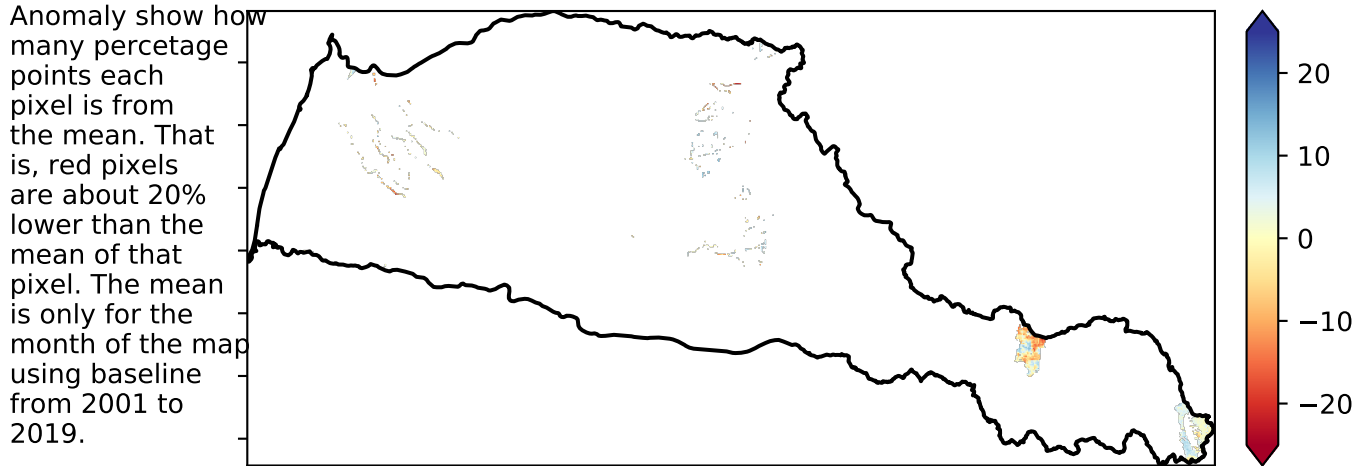 Anomaly show how
many percetage
points each
pixel is from
the mean. That
is, red pixels
are about 20%
lower than the
mean of that
pixel. The mean
is only for the
month of the map
using baseline
from 2001 to
2019.
20
10
0
−10
−20